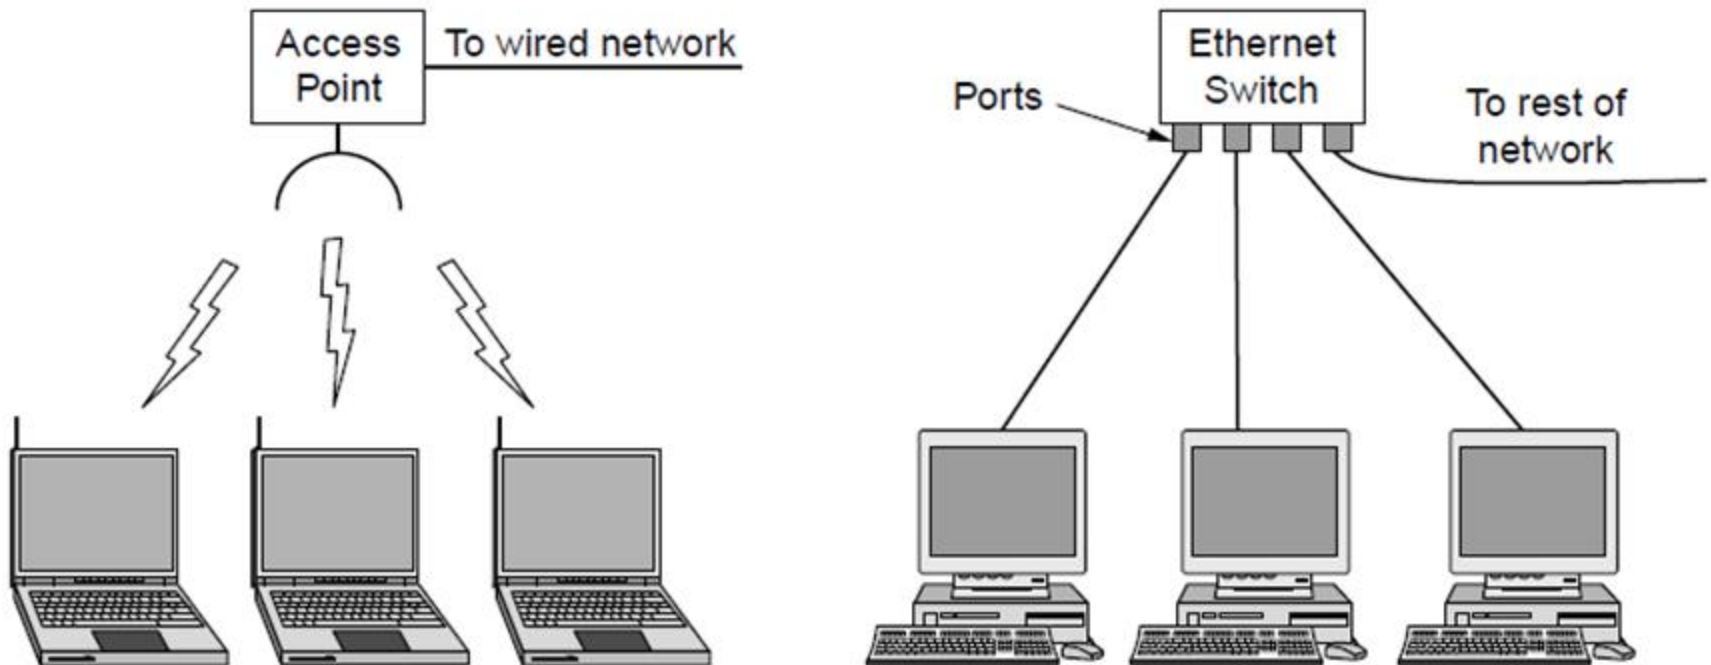 Access
Point
To wired network
Ethernet
Switch
Ports
To rest of
network